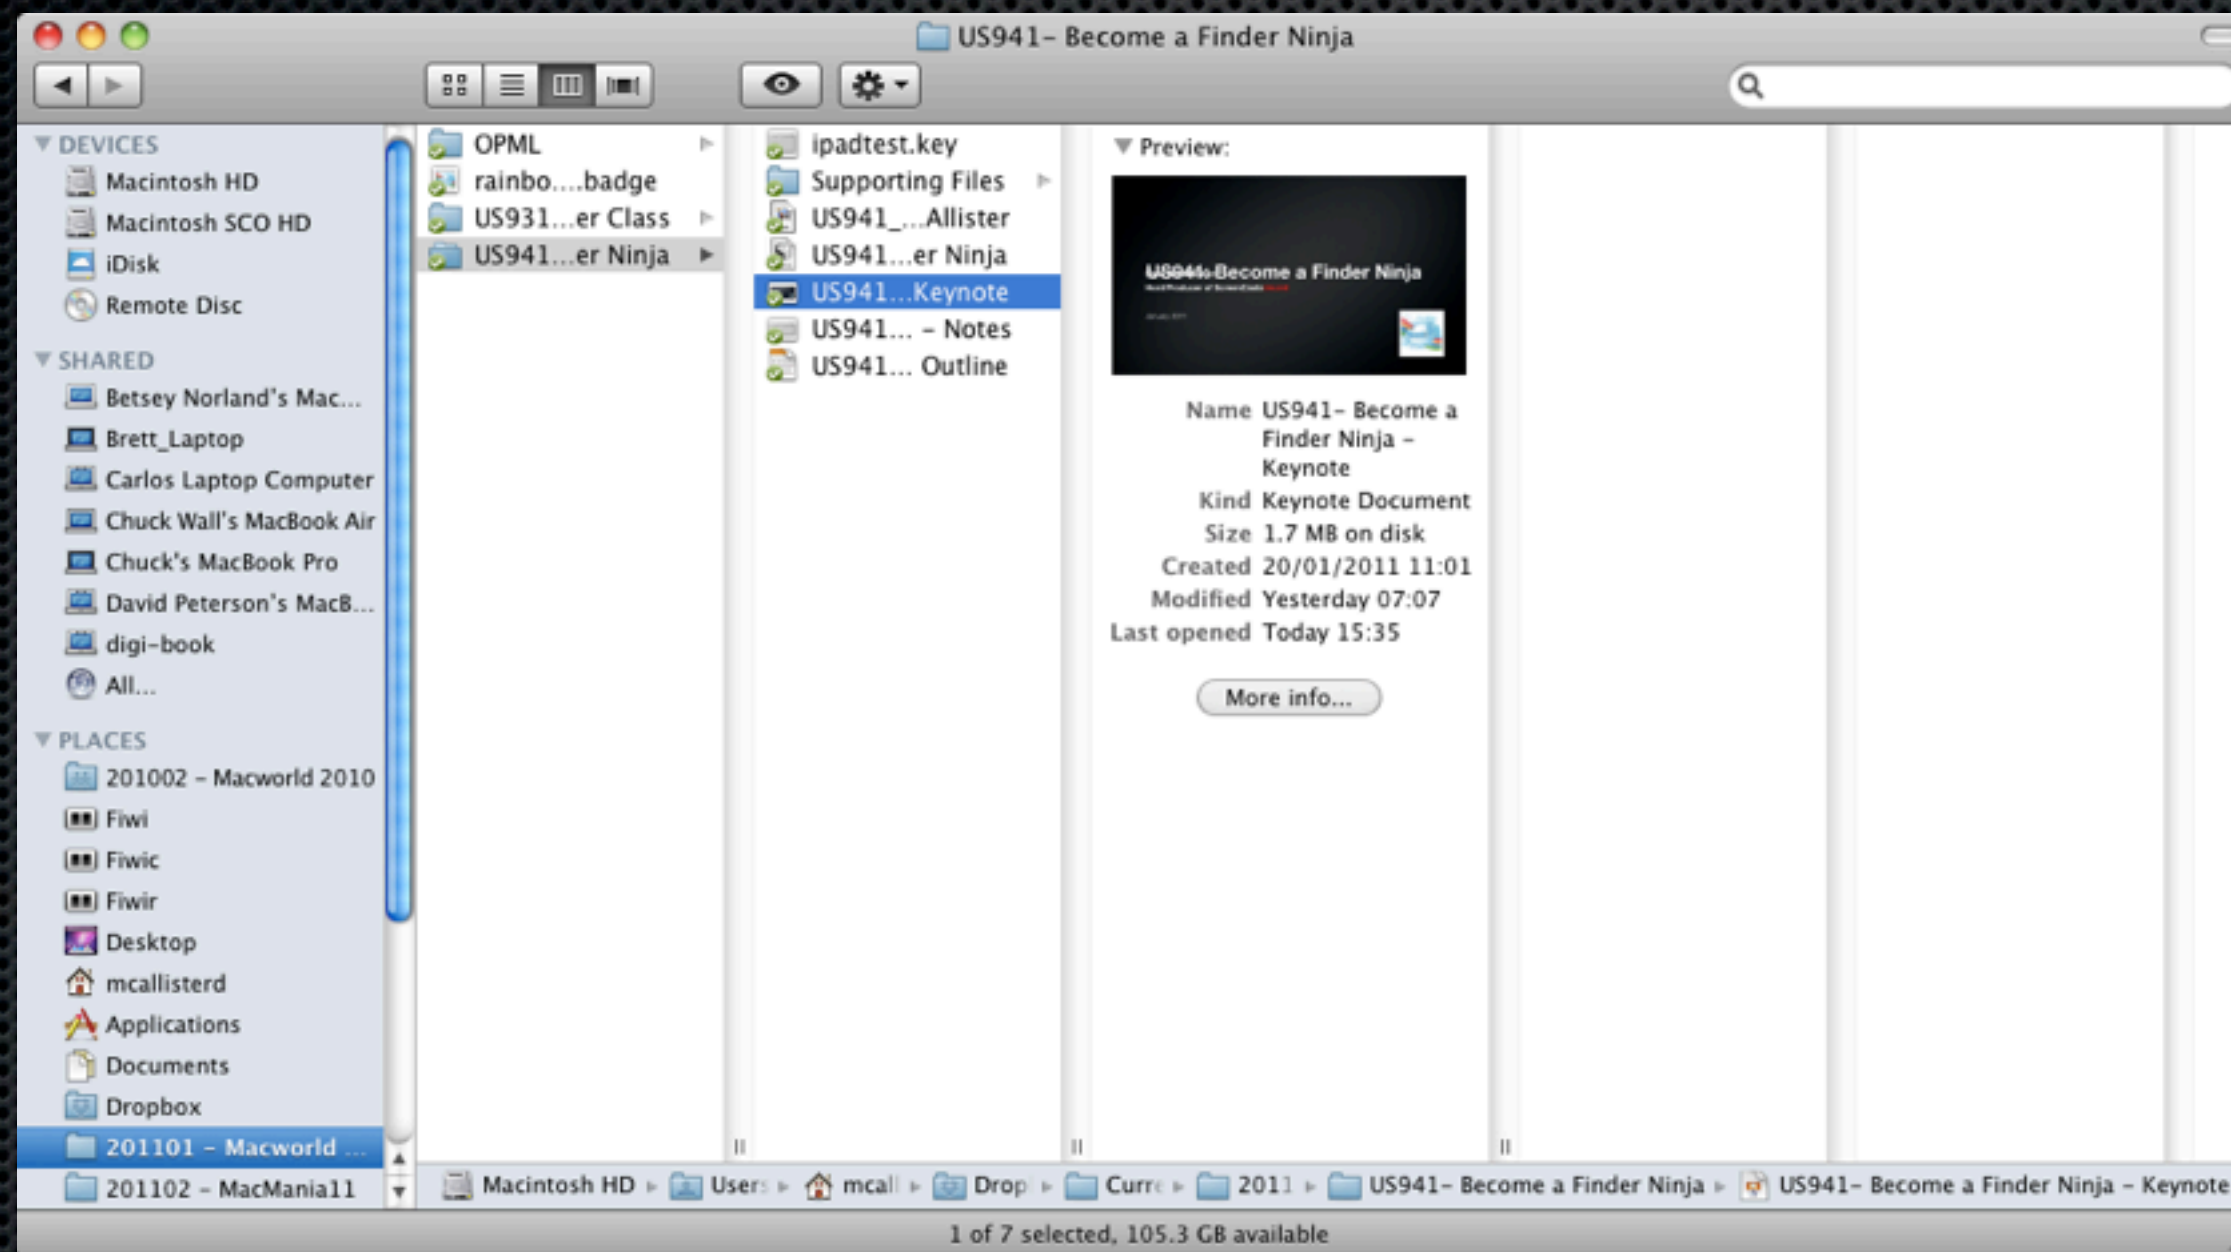 US941– Become a Finder Ninja
DEVICES
Macintosh HD
Macintosh SCO HD
iDisk
Remote Disc
SHARED
Betsey Norland's Mac...
Brett_Laptop
Carlos Laptop Computer
Chuck Wall's MacBook Air
Chuck's MacBook Pro
David Peterson's MacB...
digi-book
All...
PLACES
201002 – Macworld 2010
Fiwi
Fiwic
Fiwir
Desktop
mcallisterd
Applications
Documents
Dropbox
201101 – Macworld ...
201102 – MacMania11
OPML
rainbo....badge
US931...er Class
US941...er Ninja
ipadtest.key
Supporting Files
US941_...Allister
US941...er Ninja
US941...Keynote
US941... – Notes
US941... Outline
Preview:
US941: Become a Finder Ninja
Name US941– Become a
Finder Ninja –
Keynote
Kind Keynote Document
Size 1.7 MB on disk
Created 20/01/2011 11:01
Modified Yesterday 07:07
Last opened Today 15:35
More info...
Macintosh HD Users mcall Drop Curre 2011 US941– Become a Finder Ninja US941– Become a Finder Ninja – Keynote
1 of 7 selected, 105.3 GB available